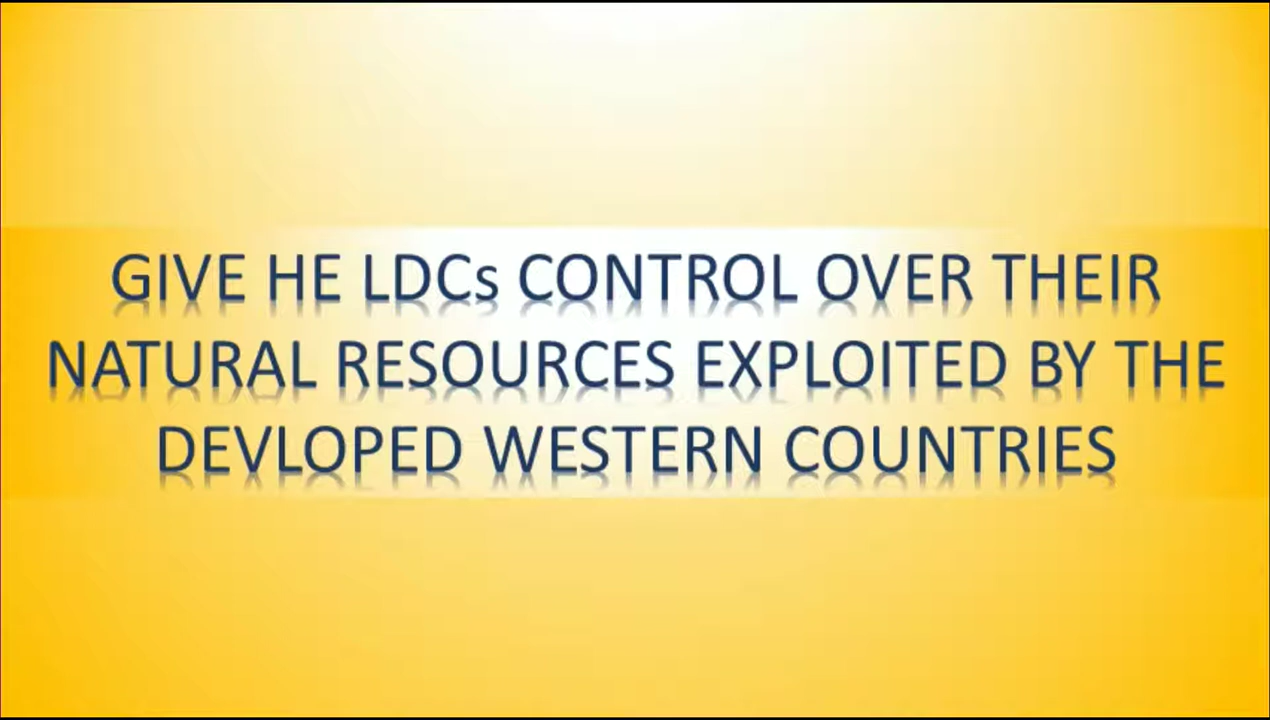 GIVE HE LDCs CONTROL OVER THEIR
NATURAL RESOURCES EXPLOITED BY THE
DEVLOPED WESTERN COUNTRIES